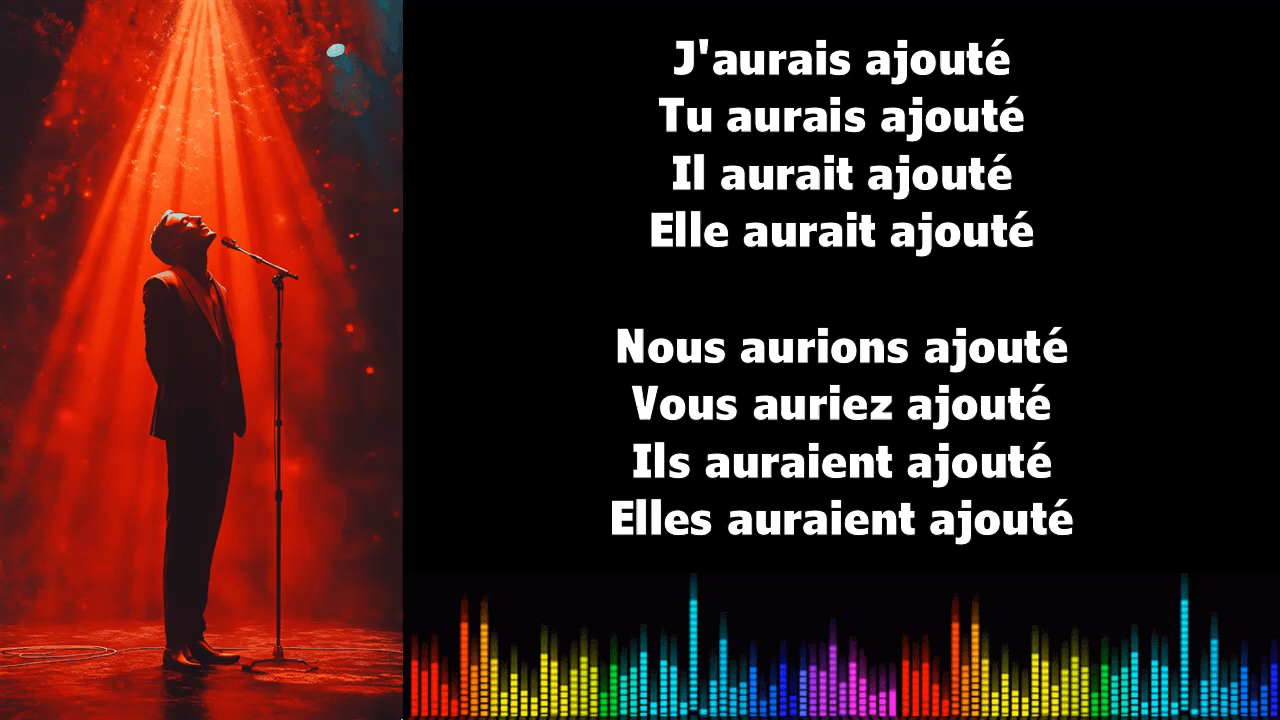 J'aurais ajouté
Tu aurais ajouté
Il aurait ajouté
Elle aurait ajouté
Nous aurions ajouté
Vous auriez ajouté
Ils auraient ajouté
Elles auraient ajouté